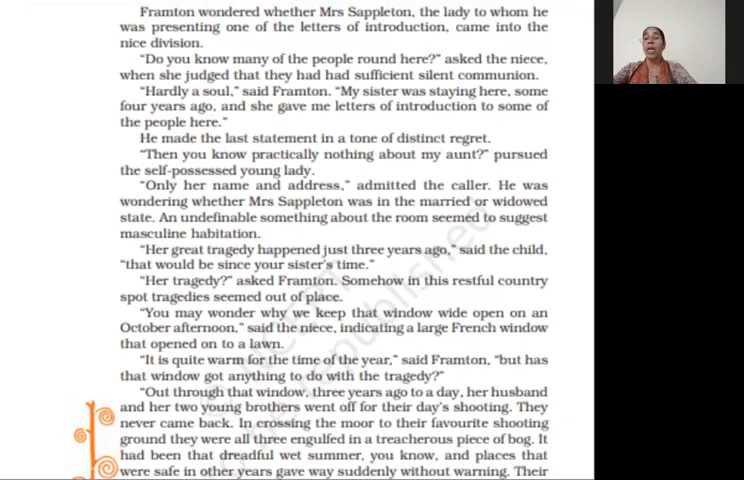 Framton wondered whether Mrs Sappleton, the lady to whom he
was presenting one of the letters of introduction, came into the
nice division.
“Do you know many of the people round here?” asked the niece,
when she judged that they had had sufficient silent communion.
“Hardly a soul,” said Framton. “My sister was staying here, some
four years ago, and she gave me letters of introduction to some of
the people here.”
He made the last statement in a tone of distinct regret.
“Then you know practically nothing about my aunt?” pursued
the self-possessed young lady.
“Only her name and address,” admitted the caller. He was
wondering whether Mrs Sappleton was in the married or widowed
state. An undefinable something about the room seemed to suggest
masculine habitation.
“Her great tragedy happened just three years ago,” said the child,
“that would be since your sister’s time.”
“Her tragedy?” asked Framton. Somehow in this restful country
spot tragedies seemed out of place.
“You may wonder why we keep that window wide open on an
October afternoon,” said the niece, indicating a large French window
that opened on to a lawn.
“It is quite warm for the time of the year,” said Framton, “but has
that window got anything to do with the tragedy?”
“Out through that window, three years ago to a day, her husband
and her two young brothers went off for their day’s shooting. They
never came back. In crossing the moor to their favourite shooting
ground they were all three engulfed in a treacherous piece of bog. It
had been that dreadful wet summer, you know, and places that
were safe in other years gave way suddenly without warning. Their